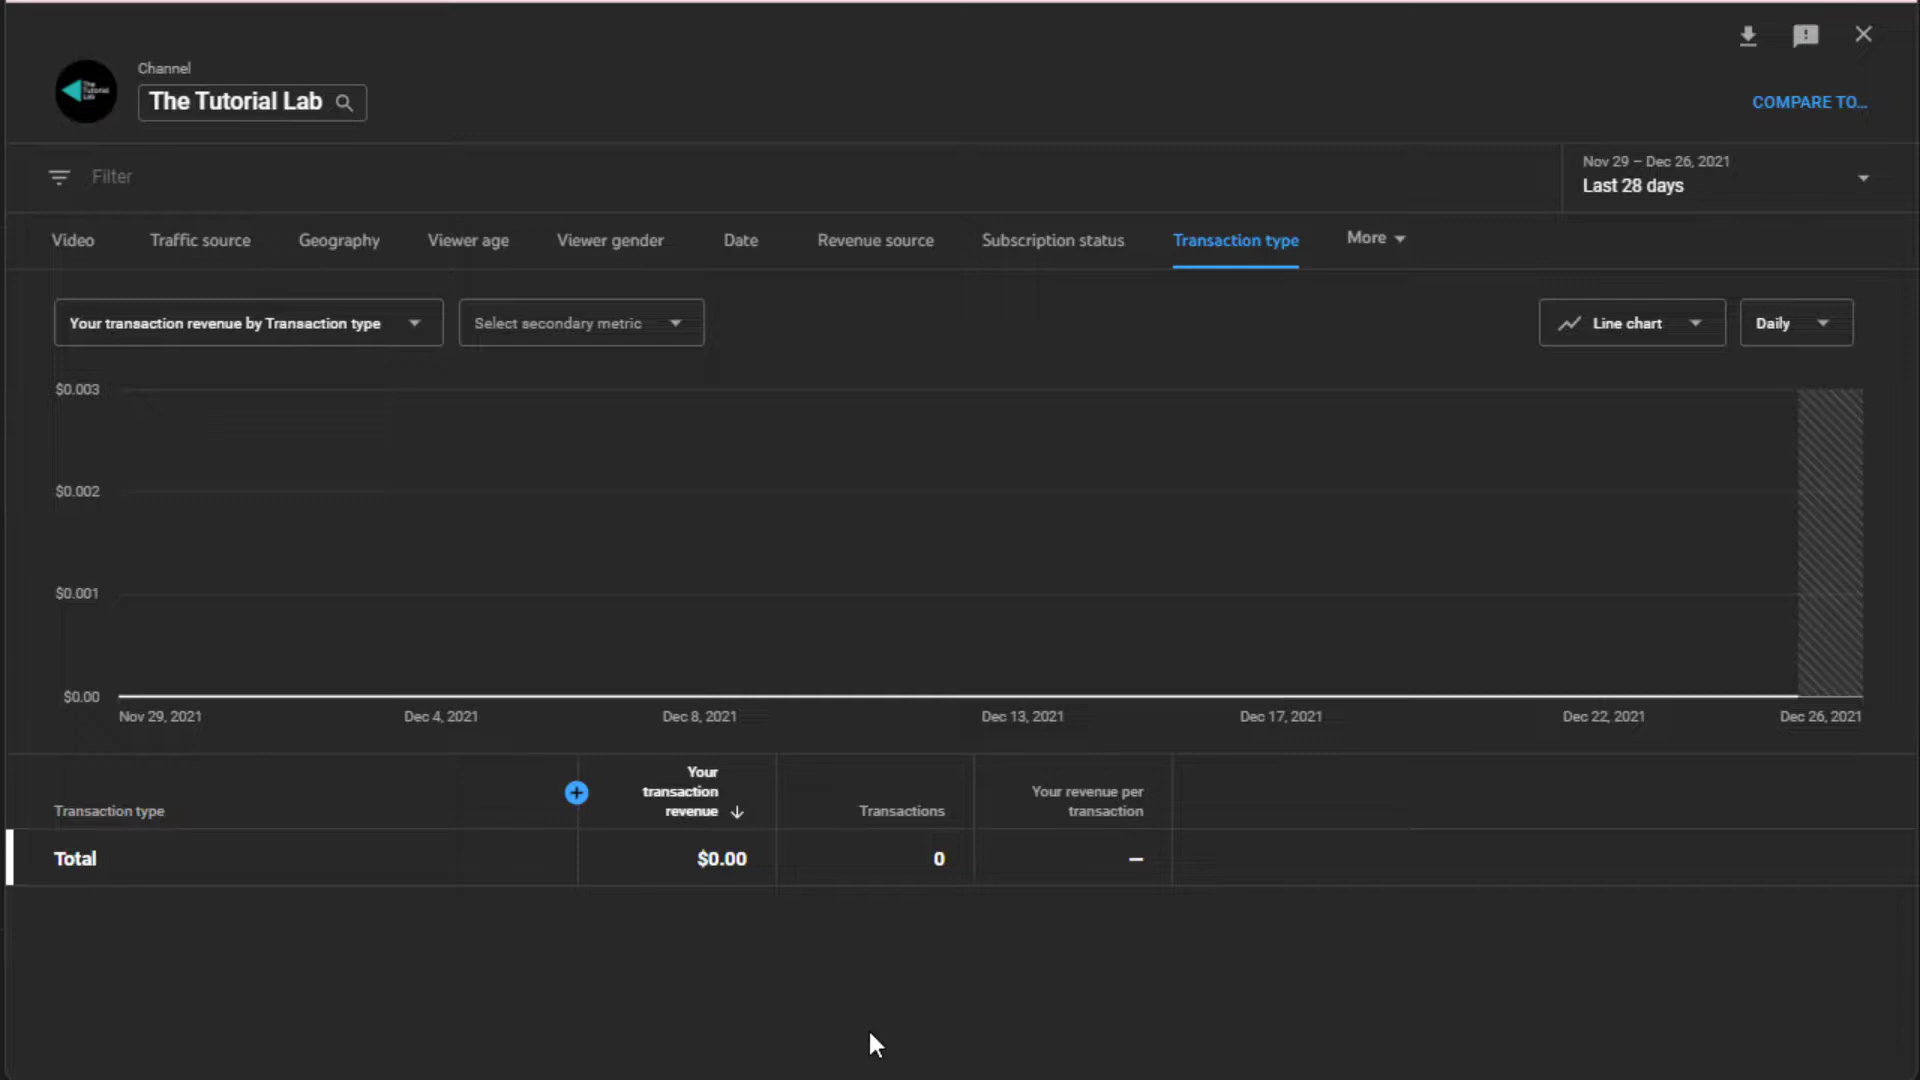 Channel
The Tutorial Lab
The Tutorial Lab
COMPARE TO...
Filter
Nov 29 – Dec 26, 2021
Last 28 days
Video
Traffic source
Geography
Viewer age
Viewer gender
Date
Revenue source
Subscription status
Transaction type
More
Your transaction revenue by Transaction type
Select secondary metric
Line chart
Daily
$0.003
$0.002
$0.001
$0.00
Nov 29, 2021
Dec 4, 2021
Dec 8, 2021
Dec 13, 2021
Dec 17, 2021
Dec 22, 2021
Dec 26, 2021
Transaction type
Your
transaction
revenue
Transactions
Your revenue per
transaction
Total
$0.00
0
—